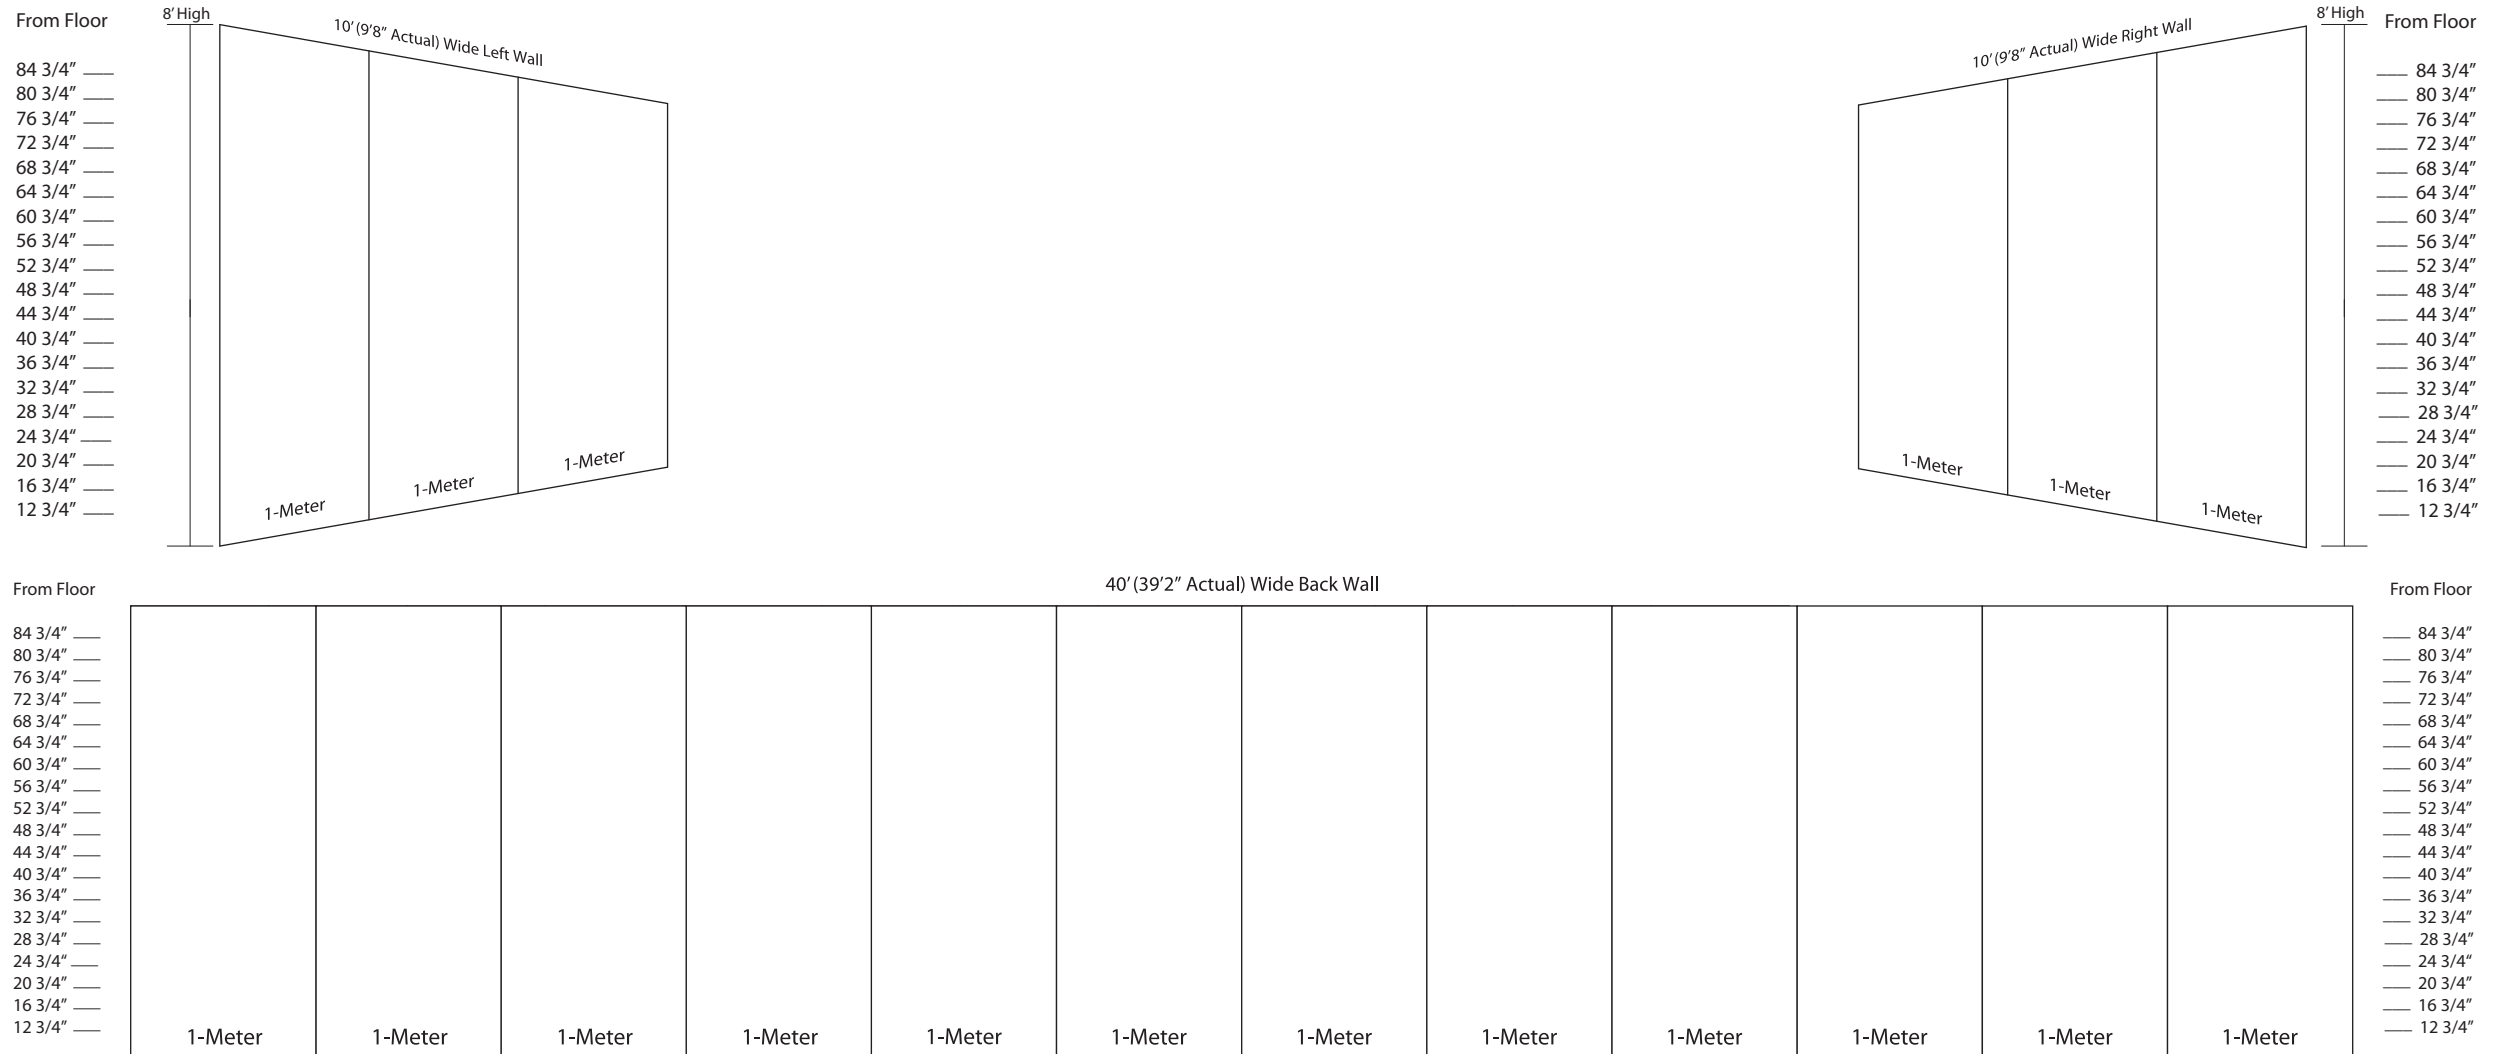 From Floor
84 3/4”
80 3/4”
76 3/4”
72 3/4”
68 3/4”
64 3/4”
60 3/4”
56 3/4”
52 3/4”
48 3/4”
44 3/4”
40 3/4”
36 3/4”
32 3/4”
28 3/4”
24 3/4“
20 3/4”
16 3/4”
12 3/4”
8’ High
10’ (9’8” Actual) Wide Left Wall
1-Meter
1-Meter
1-Meter
10’ (9’8” Actual) Wide Right Wall
1-Meter
1-Meter
1-Meter
8’ High
From Floor
84 3/4”
80 3/4”
76 3/4”
72 3/4”
68 3/4”
64 3/4”
60 3/4”
56 3/4”
52 3/4”
48 3/4”
44 3/4”
40 3/4”
36 3/4”
32 3/4”
28 3/4”
24 3/4“
20 3/4”
16 3/4”
12 3/4”
40’ (39’2” Actual) Wide Back Wall
From Floor
84 3/4”
80 3/4”
76 3/4”
72 3/4”
68 3/4”
64 3/4”
60 3/4”
56 3/4”
52 3/4”
48 3/4”
44 3/4”
40 3/4”
36 3/4”
32 3/4”
28 3/4”
24 3/4“
20 3/4”
16 3/4”
12 3/4”
1-Meter
1-Meter
1-Meter
1-Meter
1-Meter
1-Meter
1-Meter
1-Meter
1-Meter
1-Meter
1-Meter
1-Meter
From Floor
84 3/4”
80 3/4”
76 3/4”
72 3/4”
68 3/4”
64 3/4”
60 3/4”
56 3/4”
52 3/4”
48 3/4”
44 3/4”
40 3/4”
36 3/4”
32 3/4”
28 3/4”
24 3/4“
20 3/4”
16 3/4”
12 3/4”